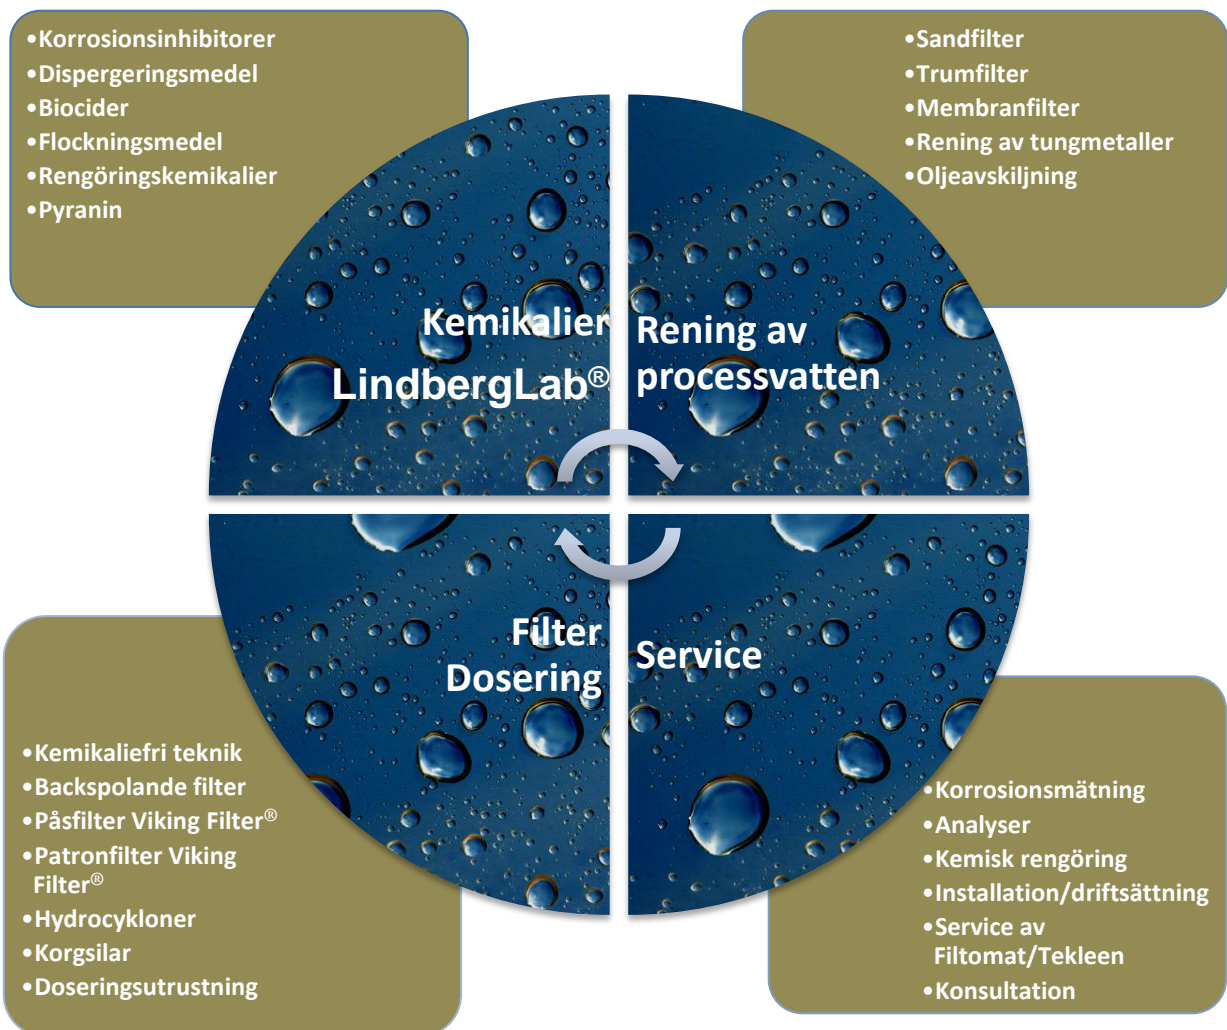 •Korrosionsinhibitorer
•Dispergeringsmedel
•Biocider
•Flockningsmedel
•Rengöringskemikalier
•Pyranin
•Sandfilter
•Trumfilter
•Membranfilter
•Rening av tungmetaller
•Oljeavskiljning
Kemikalier
LindbergLab®
Rening av
processvatten
Filter
Dosering
Service
•Kemikaliefri teknik
•Backspolande filter
•Påsfilter Viking Filter®
•Patronfilter Viking
Filter®
•Hydrocykloner
•Korgsilar
•Doseringsutrustning
•Korrosionsmätning
•Analyser
•Kemisk rengöring
•Installation/driftsättning
•Service av
Filtomat/Tekleen
•Konsultation